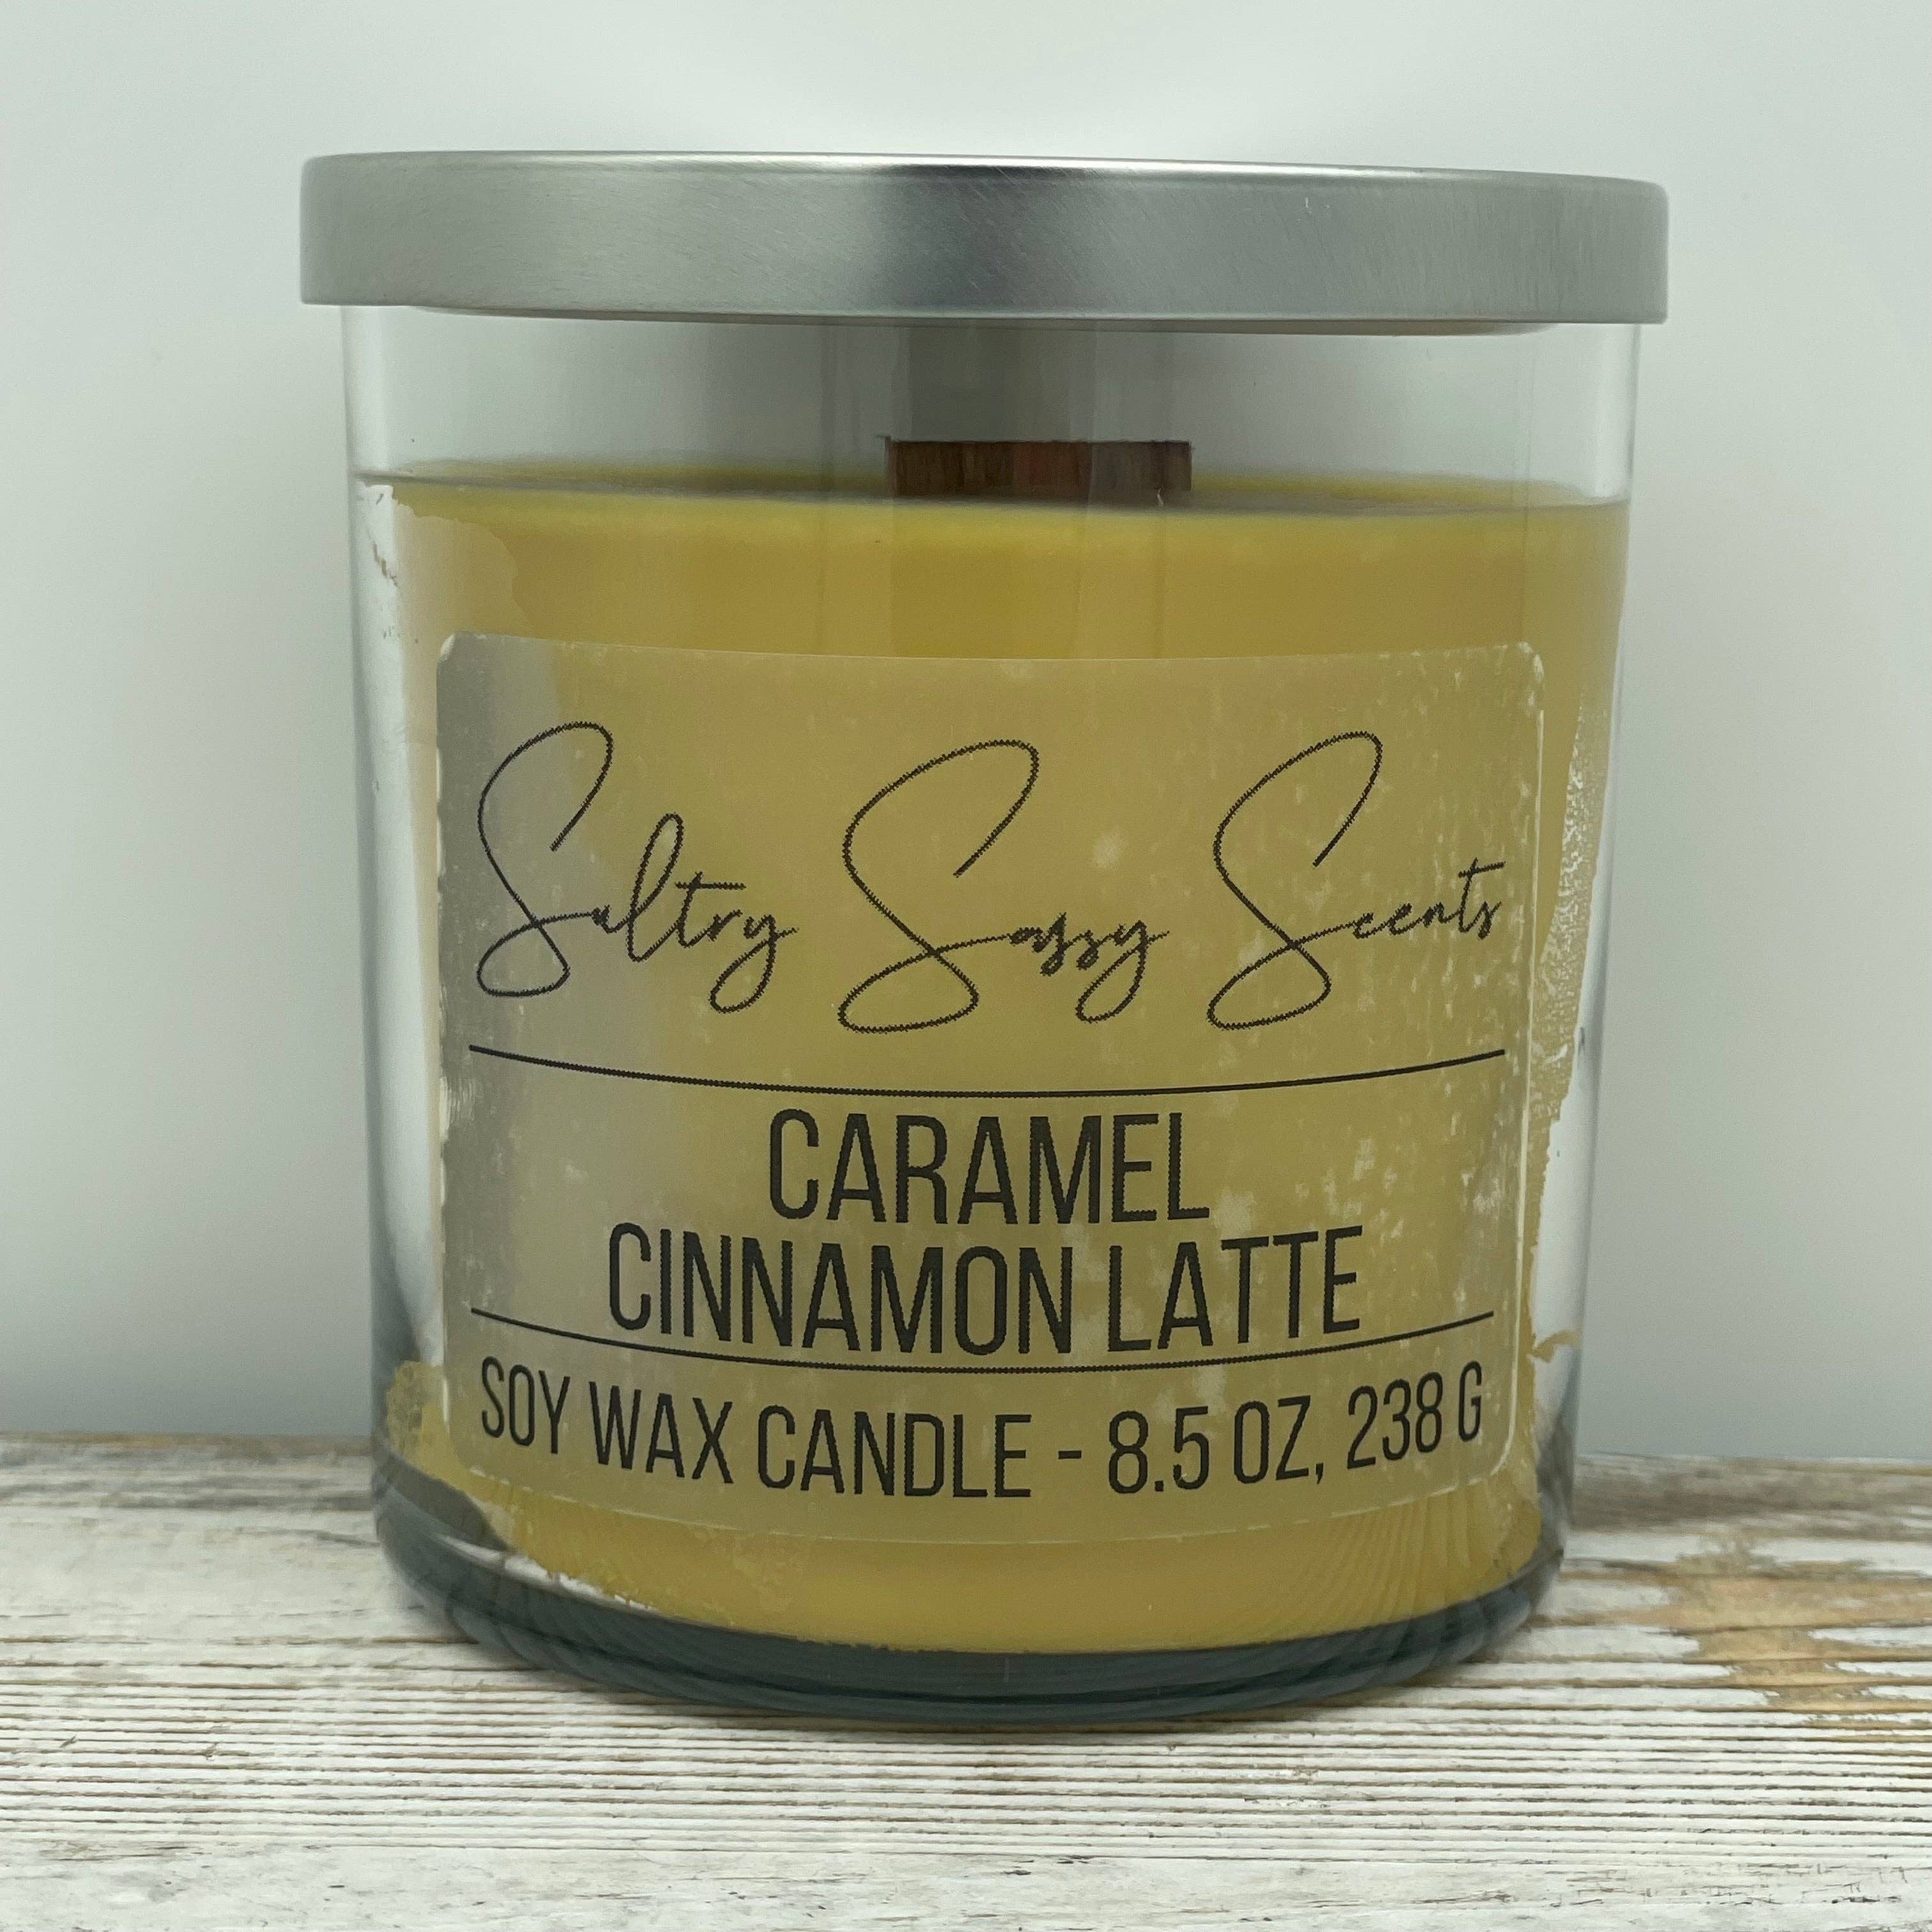 Sultry Sassy Scents
CARAMEL
CINNAMON LATTE
SOY WAX CANDLE - 8.5 OZ, 238 G